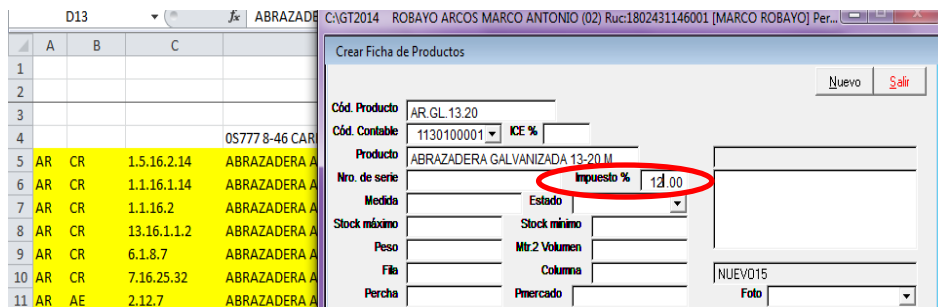 D13 fx ABRAZADE
C:\GT2014 ROBAYO ARCOS MARCO ANTONIO (02) Ruc:1802431146001 [MARCO ROBAYO] Per...
A B C
1
2
3
4 0S777 8-46 CARI
5 AR CR 1.5.16.2.14 ABRAZADERA A
6 AR CR 1.1.16.1.14 ABRAZADERA A
7 AR CR 1.1.16.2 ABRAZADERA A
8 AR CR 13.16.1.1.2 ABRAZADERA A
9 AR CR 6.1.8.7 ABRAZADERA A
10 AR CR 7.16.25.32 ABRAZADERA A
11 AR AE 2.12.7 ABRAZADERA A
Crear Ficha de Productos
Nuevo Salir
Cód. Producto AR.GL.13.20
Cód. Contable 1130100001 ICE %
Producto ABRAZADERA GALVANIZADA 13-20 M
Nro. de serie Impuesto % 12.00
Medida Estado
Stock máximo Stock mínimo
Peso Mtr.2 Volumen
Fila Columna NUEVO15
Percha Pmercado Foto